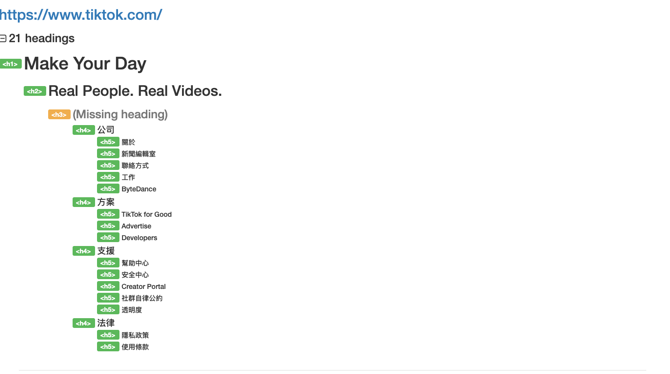 https://www.tiktok.com/
21 headings
<h1> Make Your Day
<h2> Real People. Real Videos.
<h3> (Missing heading)
<h4> 公司
<h5> 關於
<h5> 新聞編輯室
<h5> 聯絡方式
<h5> 工作
<h5> ByteDance
<h4> 方案
<h5> TikTok for Good
<h5> Advertise
<h5> Developers
<h4> 支援
<h5> 幫助中心
<h5> 安全中心
<h5> Creator Portal
<h5> 社群自律公約
<h5> 透明度
<h4> 法律
<h5> 隱私政策
<h5> 使用條款